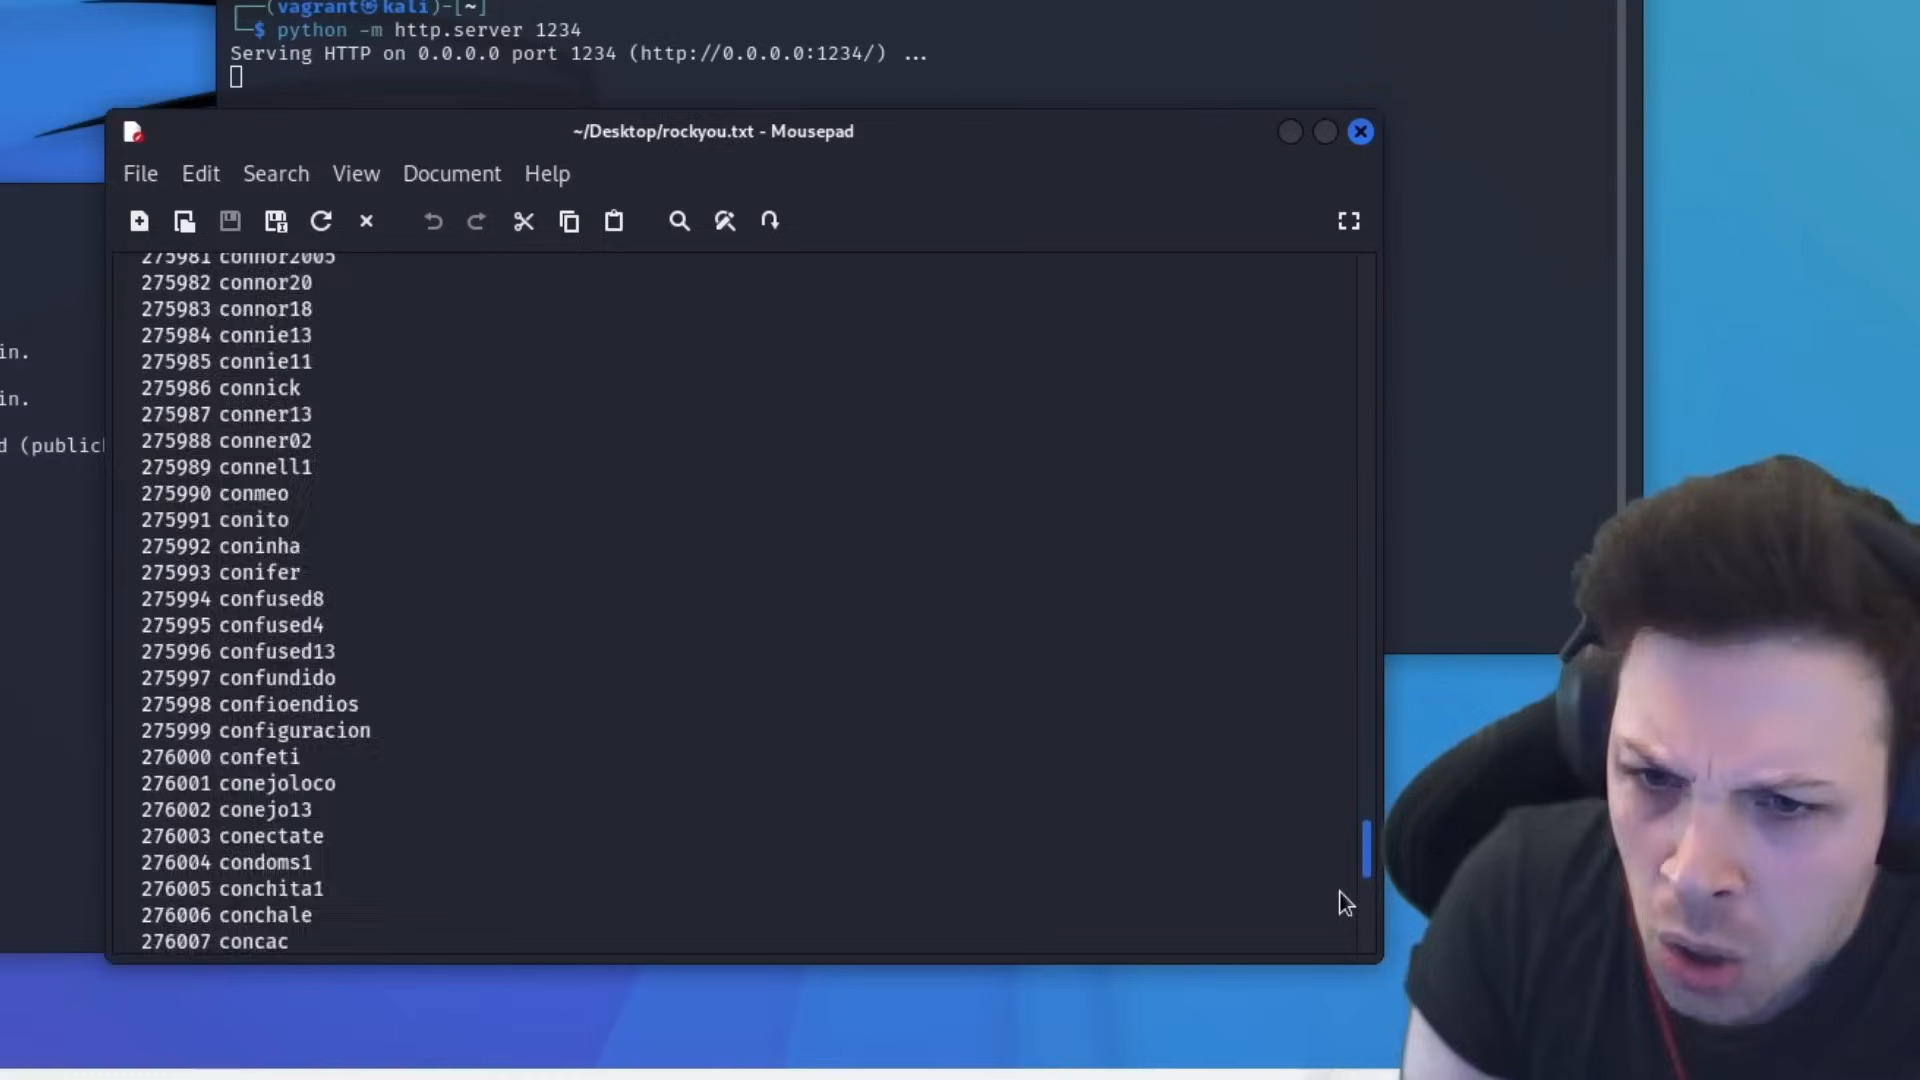 (vagrant㉿kali)-[~]
$ python -m http.server 1234
Serving HTTP on 0.0.0.0 port 1234 (http://0.0.0.0:1234/) ...
~/Desktop/rockyou.txt - Mousepad
File Edit Search View Document Help
275981 connor2005
275982 connor20
275983 connor18
275984 connie13
in.
275985 connie11
275986 connick
in.
275987 conner13
275988 conner02
d (public
275989 connell1
275990 conmeo
275991 conito
275992 coninha
275993 conifer
275994 confused8
275995 confused4
275996 confused13
275997 confundido
275998 confioendios
275999 configuracion
276000 confeti
276001 conejoloco
276002 conejo13
276003 conectate
276004 condoms1
276005 conchita1
276006 conchale
276007 concac